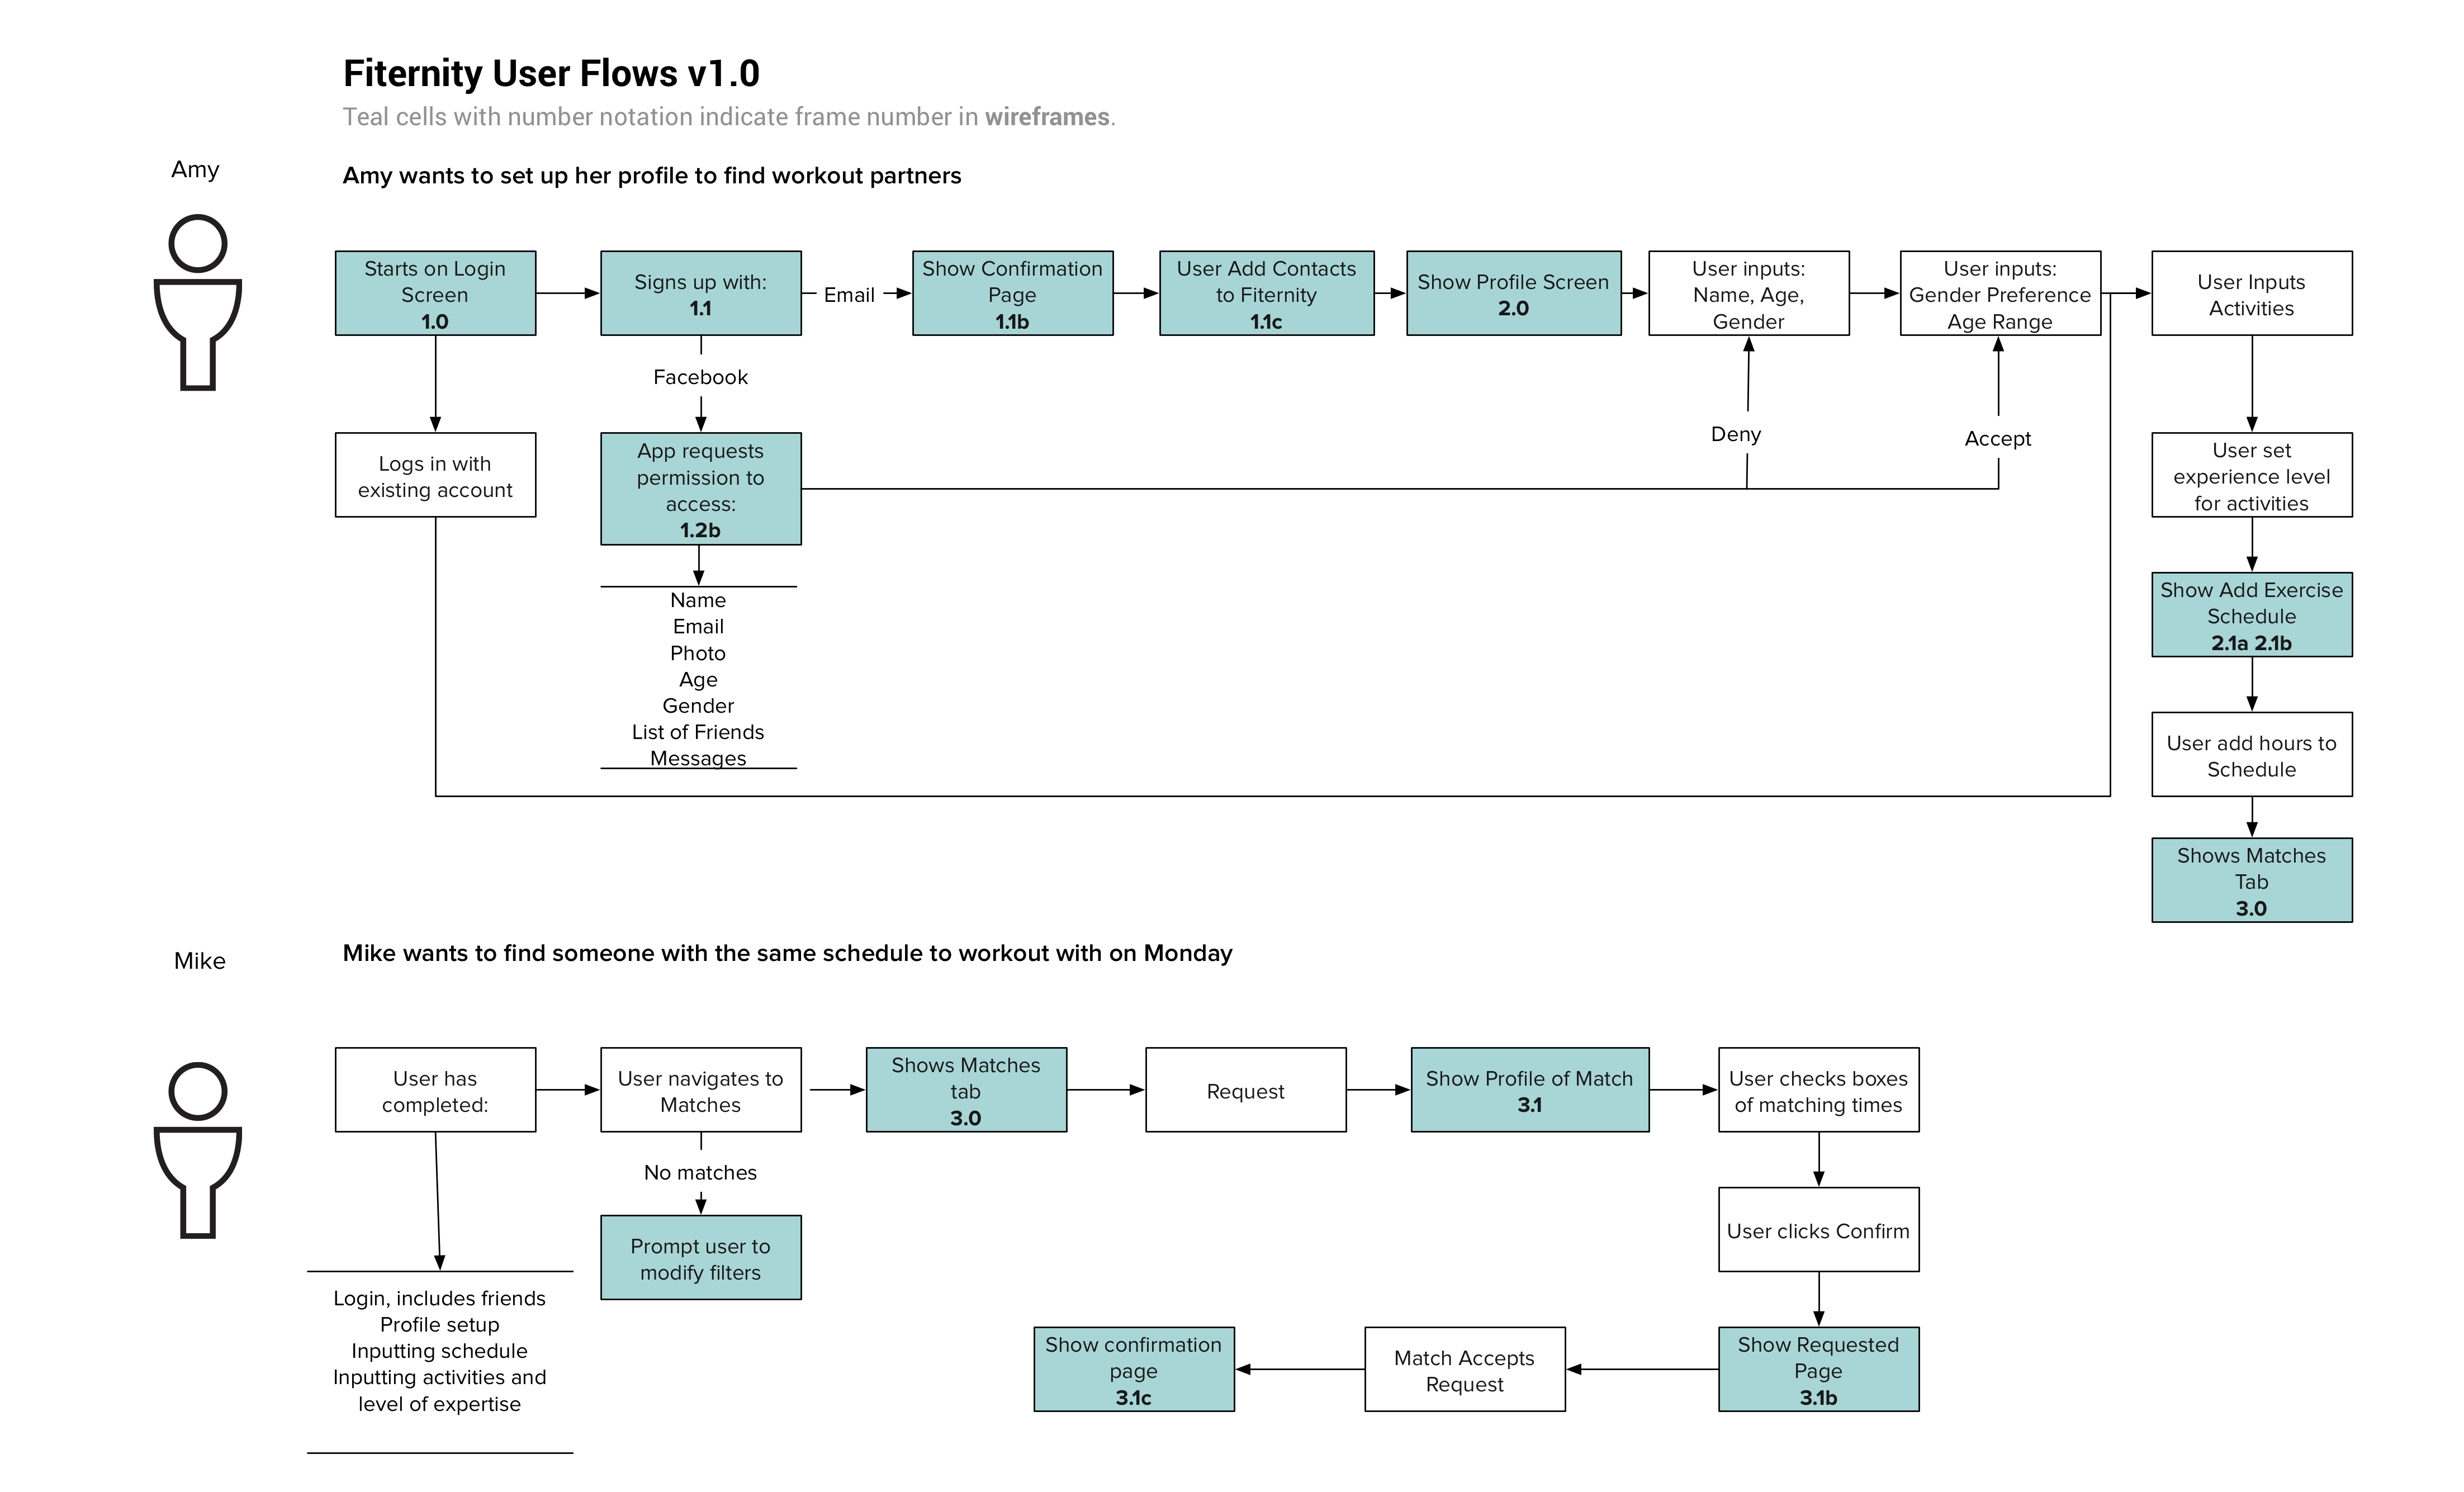 Fiternity User Flows v1.0
Teal cells with number notation indicate frame number in wireframes.
Amy
Amy wants to set up her profile to find workout partners
Starts on Login
Screen
1.0
Signs up with:
1.1
Email
Show Confirmation
Page
1.1b
User Add Contacts
to Fiternity
1.1c
Show Profile Screen
2.0
User inputs:
Name, Age,
Gender
User inputs:
Gender Preference
Age Range
User Inputs
Activities
Facebook
Deny
Accept
Logs in with
existing account
App requests
permission to
access:
1.2b
User set
experience level
for activities
Name
Email
Photo
Age
Gender
List of Friends
Messages
Show Add Exercise
Schedule
2.1a 2.1b
User add hours to
Schedule
Shows Matches
Tab
3.0
Mike
Mike wants to find someone with the same schedule to workout with on Monday
User has
completed:
User navigates to
Matches
Shows Matches
tab
3.0
Request
Show Profile of Match
3.1
User checks boxes
of matching times
No matches
Prompt user to
modify filters
User clicks Confirm
Login, includes friends
Profile setup
Inputting schedule
Inputting activities and
level of expertise
Show confirmation
page
3.1c
Match Accepts
Request
Show Requested
Page
3.1b